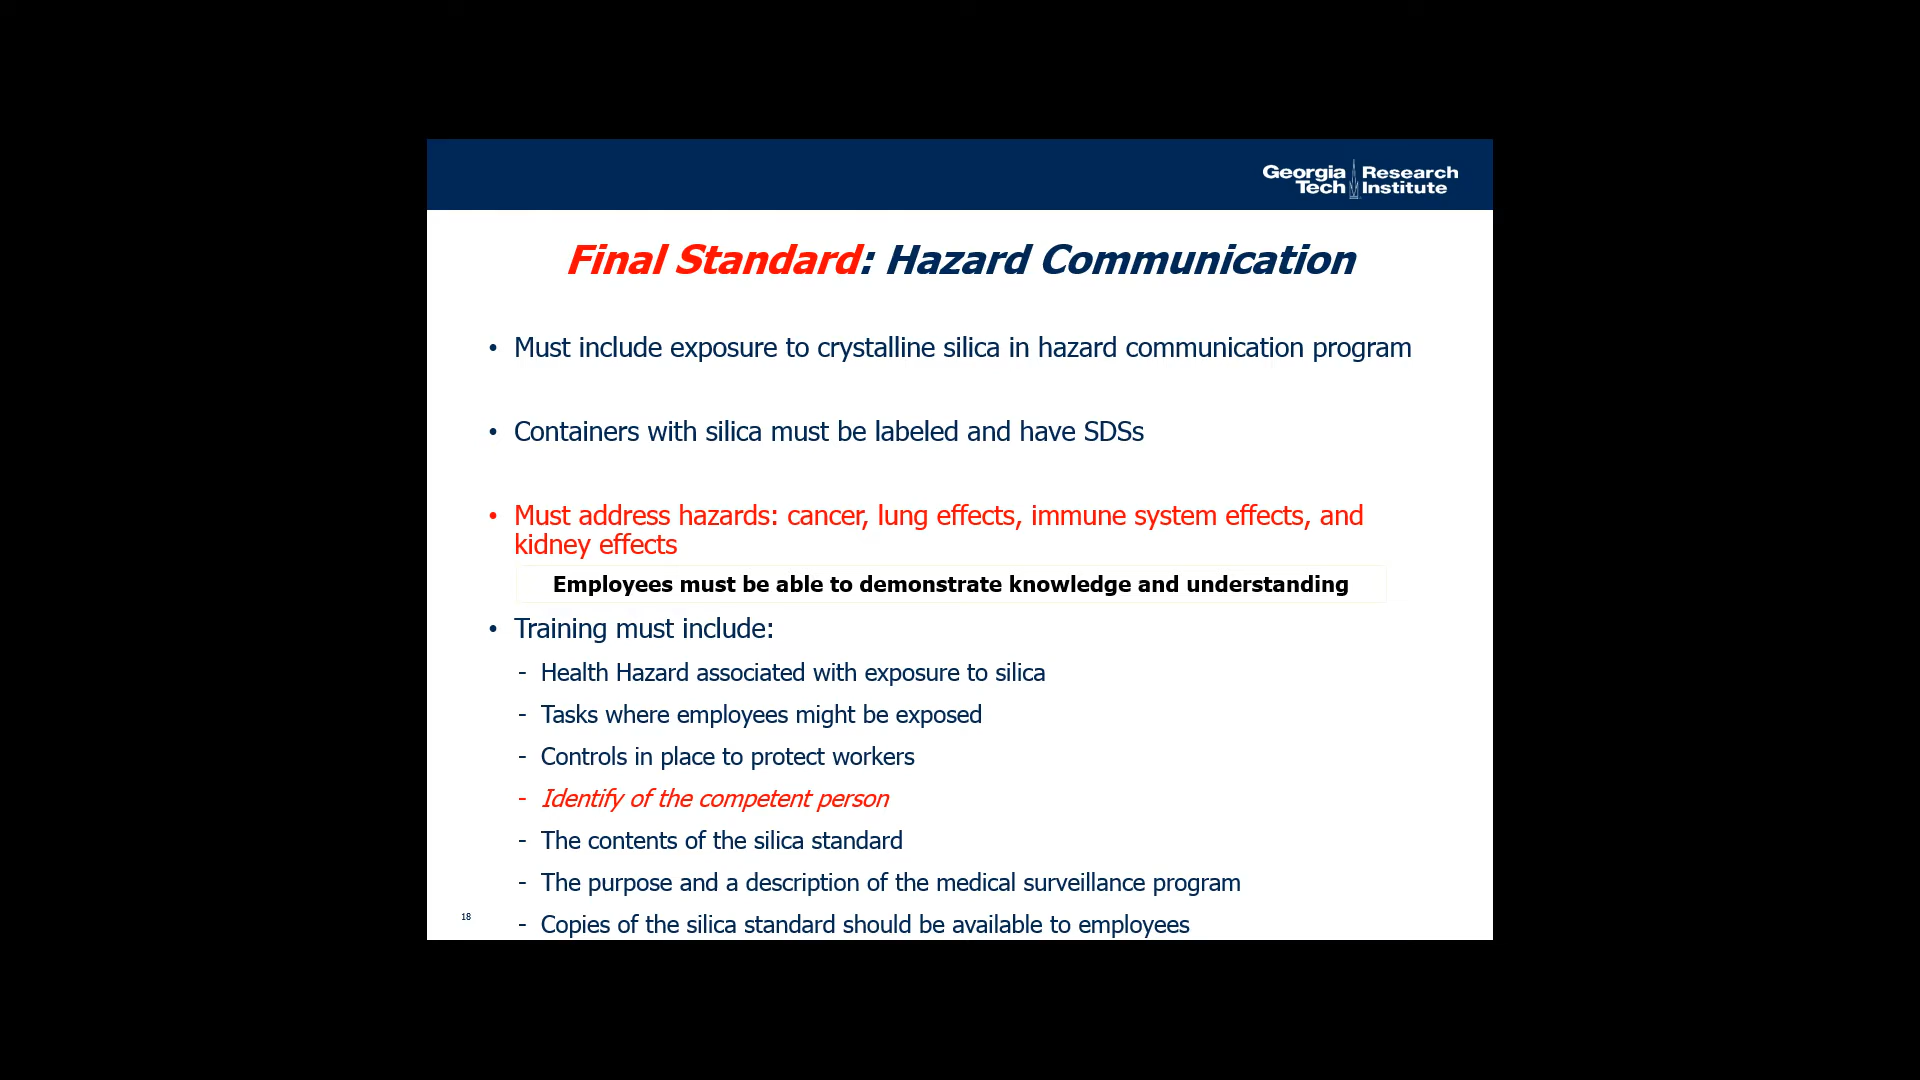 Georgia Research
Tech Institute
Final Standard: Hazard Communication
• Must include exposure to crystalline silica in hazard communication program
• Containers with silica must be labeled and have SDSs
• Must address hazards: cancer, lung effects, immune system effects, and
kidney effects
Employees must be able to demonstrate knowledge and understanding
• Training must include:
- Health Hazard associated with exposure to silica
- Tasks where employees might be exposed
- Controls in place to protect workers
- Identify of the competent person
- The contents of the silica standard
- The purpose and a description of the medical surveillance program
- Copies of the silica standard should be available to employees
18